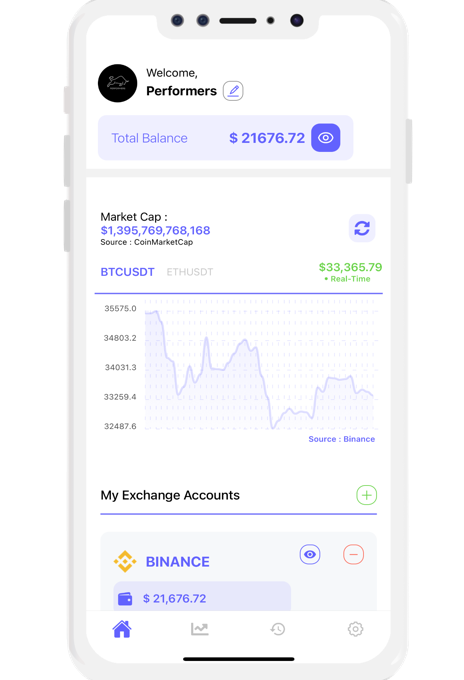 Welcome,
Performers
Total Balance $ 21676.72
Market Cap :
$1,395,769,768,168
Source : CoinMarketCap
BTCUSDT ETHUSDT $33,365.79
• Real-Time
35575.0
34803.2
34031.3
33259.4
32487.6
Source : Binance
My Exchange Accounts
BINANCE
$ 21,676.72